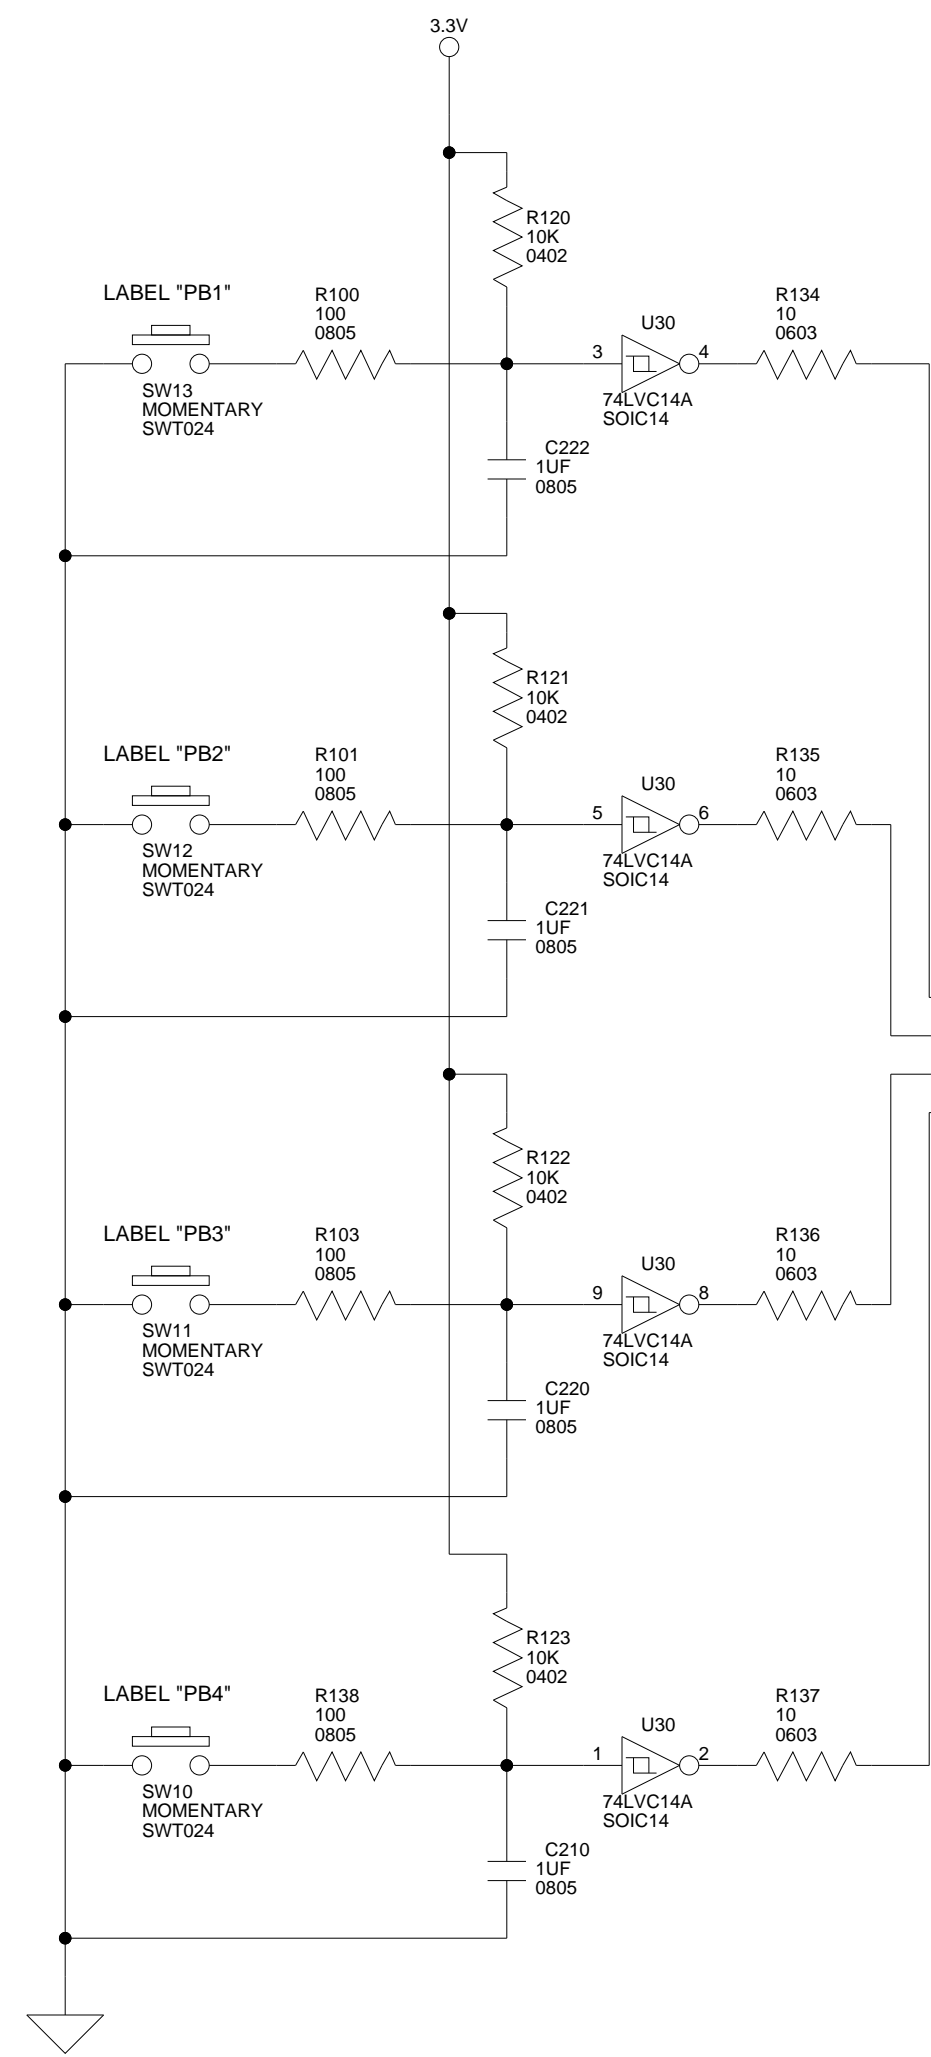 3.3V
R120
10K
0402
LABEL "PB1"
R100
100
0805
SW13
MOMENTARY
SWT024
3
U30
4
74LVC14A
SOIC14
R134
10
0603
C222
1UF
0805
R121
10K
0402
LABEL "PB2"
R101
100
0805
SW12
MOMENTARY
SWT024
5
U30
6
74LVC14A
SOIC14
R135
10
0603
C221
1UF
0805
R122
10K
0402
LABEL "PB3"
R103
100
0805
SW11
MOMENTARY
SWT024
9
U30
8
74LVC14A
SOIC14
R136
10
0603
C220
1UF
0805
R123
10K
0402
LABEL "PB4"
R138
100
0805
SW10
MOMENTARY
SWT024
1
U30
2
74LVC14A
SOIC14
R137
10
0603
C210
1UF
0805